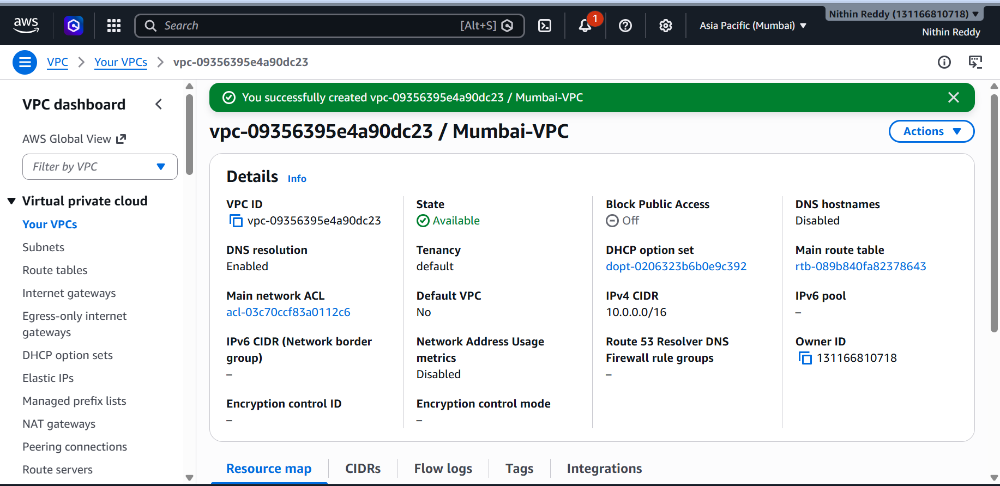 aws
Search [Alt+S]
1
Asia Pacific (Mumbai)
Nithin Reddy (131166810718)
Nithin Reddy
VPC
Your VPCs
vpc-09356395e4a90dc23
VPC dashboard
AWS Global View
Filter by VPC
Virtual private cloud
Your VPCs
Subnets
Route tables
Internet gateways
Egress-only internet
gateways
DHCP option sets
Elastic IPs
Managed prefix lists
NAT gateways
Peering connections
Route servers
You successfully created vpc-09356395e4a90dc23 / Mumbai-VPC
vpc-09356395e4a90dc23 / Mumbai-VPC
Actions
Details Info
VPC ID
vpc-09356395e4a90dc23
State
Available
Block Public Access
Off
DNS hostnames
Disabled
DNS resolution
Enabled
Tenancy
default
DHCP option set
dopt-0206323b6b0e9c392
Main route table
rtb-089b840fa82378643
Main network ACL
acl-03c70ccf83a0112c6
Default VPC
No
IPv4 CIDR
10.0.0.0/16
IPv6 pool
–
IPv6 CIDR (Network border
group)
–
Network Address Usage
metrics
Disabled
Route 53 Resolver DNS
Firewall rule groups
–
Owner ID
131166810718
Encryption control ID
–
Encryption control mode
–
Resource map
CIDRs
Flow logs
Tags
Integrations